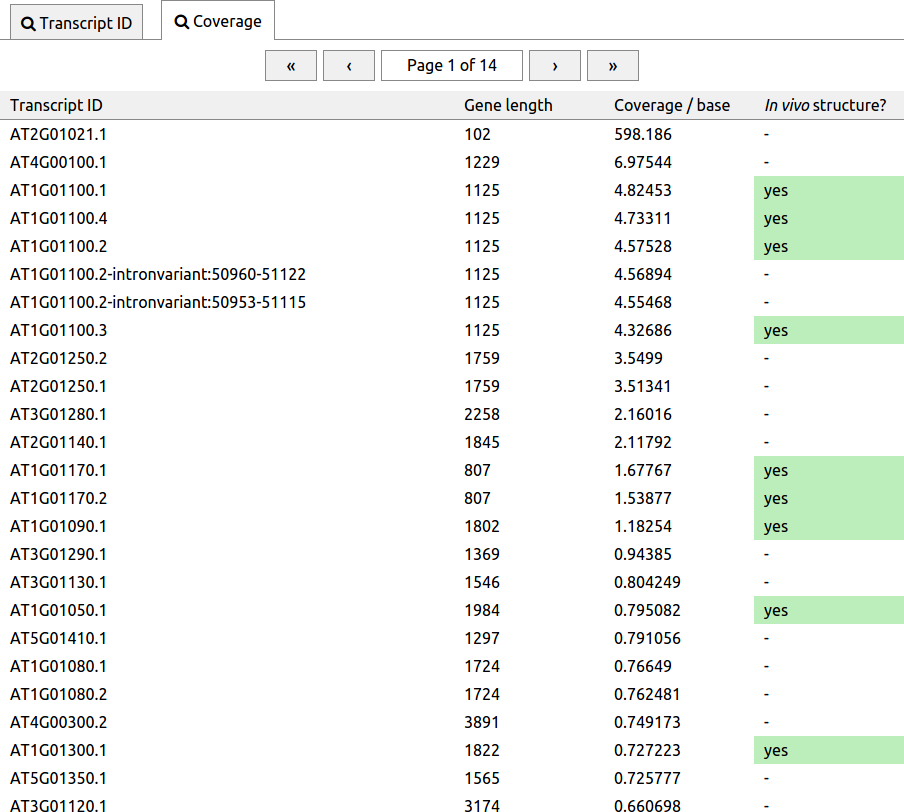 Transcript ID Coverage
« ‹ Page 1 of 14 › »
Transcript ID Gene length Coverage / base In vivo structure?
AT2G01021.1 102 598.186 -
AT4G00100.1 1229 6.97544 -
AT1G01100.1 1125 4.82453 yes
AT1G01100.4 1125 4.73311 yes
AT1G01100.2 1125 4.57528 yes
AT1G01100.2-intronvariant:50960-51122 1125 4.56894 -
AT1G01100.2-intronvariant:50953-51115 1125 4.55468 -
AT1G01100.3 1125 4.32686 yes
AT2G01250.2 1759 3.5499 -
AT2G01250.1 1759 3.51341 -
AT3G01280.1 2258 2.16016 -
AT2G01140.1 1845 2.11792 -
AT1G01170.1 807 1.67767 yes
AT1G01170.2 807 1.53877 yes
AT1G01090.1 1802 1.18254 yes
AT3G01290.1 1369 0.94385 -
AT3G01130.1 1546 0.804249 -
AT1G01050.1 1984 0.795082 yes
AT5G01410.1 1297 0.791056 -
AT1G01080.1 1724 0.76649 -
AT1G01080.2 1724 0.762481 -
AT4G00300.2 3891 0.749173 -
AT1G01300.1 1822 0.727223 yes
AT5G01350.1 1565 0.725777 -
AT3G01120.1 3174 0.660698 -